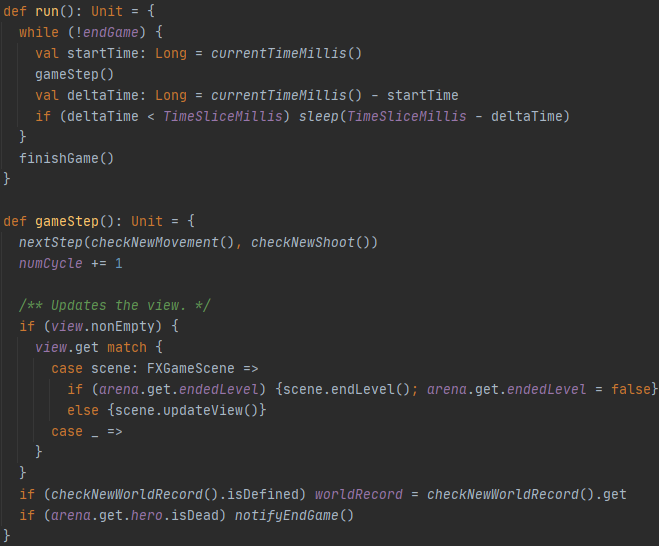 def run(): Unit = {
  while (!endGame) {
    val startTime: Long = currentTimeMillis()
    gameStep()
    val deltaTime: Long = currentTimeMillis() - startTime
    if (deltaTime < TimeSliceMillis) sleep(TimeSliceMillis - deltaTime)
  }
  finishGame()
}

def gameStep(): Unit = {
  nextStep(checkNewMovement(), checkNewShoot())
  numCycle += 1

  /** Updates the view. */
  if (view.nonEmpty) {
    view.get match {
      case scene: FXGameScene =>
        if (arena.get.endedLevel) {scene.endLevel(); arena.get.endedLevel = false}
        else {scene.updateView()}
      case _ =>
    }
  }
  if (checkNewWorldRecord().isDefined) worldRecord = checkNewWorldRecord().get
  if (arena.get.hero.isDead) notifyEndGame()
}